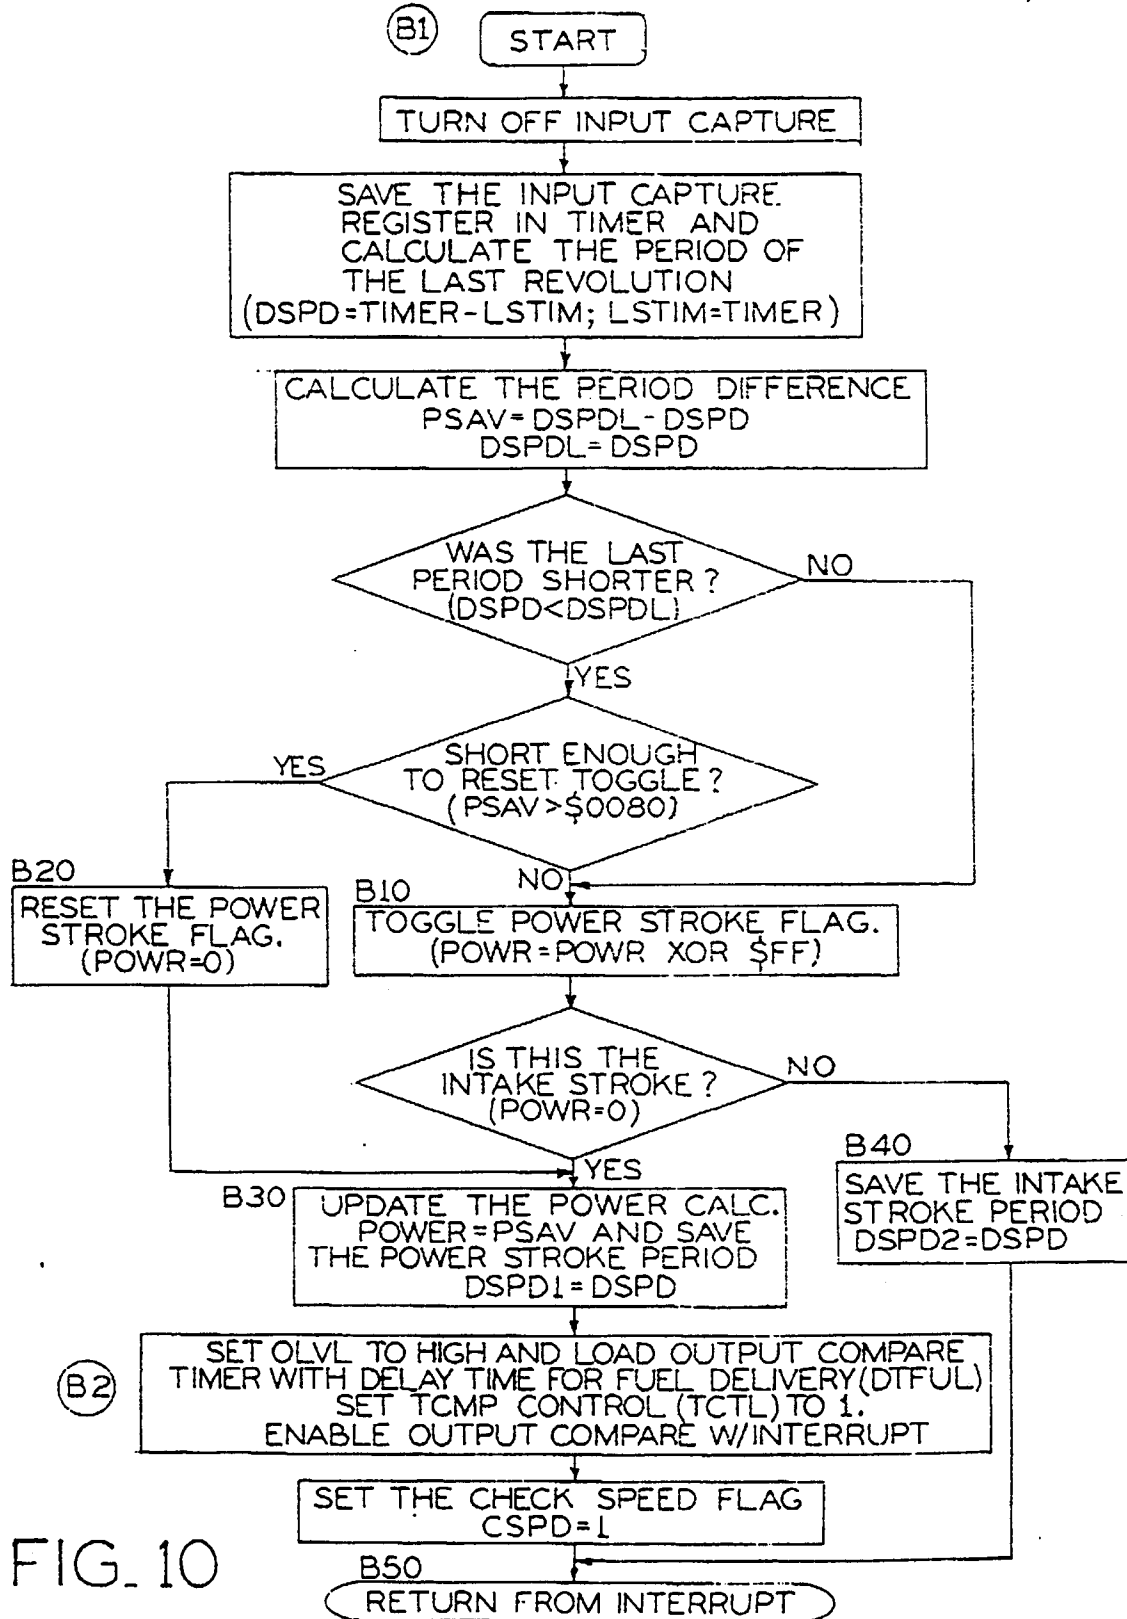 B1
START
TURN OFF INPUT CAPTURE
SAVE THE INPUT CAPTURE.
REGISTER IN TIMER AND
CALCULATE THE PERIOD OF
THE LAST REVOLUTION
(DSPD=TIMER-LSTIM; LSTIM=TIMER)
CALCULATE THE PERIOD DIFFERENCE
PSAV=DSPDL-DSPD
DSPDL=DSPD
WAS THE LAST
PERIOD SHORTER?
(DSPD<DSPDL)
NO
YES
SHORT ENOUGH
TO RESET TOGGLE?
(PSAV>$0080)
YES
NO
B20
RESET THE POWER
STROKE FLAG.
(POWR=0)
B10
TOGGLE POWER STROKE FLAG.
(POWR=POWR XOR $FF)
IS THIS THE
INTAKE STROKE?
(POWR=0)
NO
YES
B40
SAVE THE INTAKE
STROKE PERIOD
DSPD2=DSPD
B30
UPDATE THE POWER CALC.
POWER=PSAV AND SAVE
THE POWER STROKE PERIOD
DSPD1=DSPD
B2
SET OLVL TO HIGH AND LOAD OUTPUT COMPARE
TIMER WITH DELAY TIME FOR FUEL DELIVERY(DTFUL)
SET TCMP CONTROL (TCTL) TO 1.
ENABLE OUTPUT COMPARE W/INTERRUPT
SET THE CHECK SPEED FLAG
CSPD=1
B50
RETURN FROM INTERRUPT
FIG_10